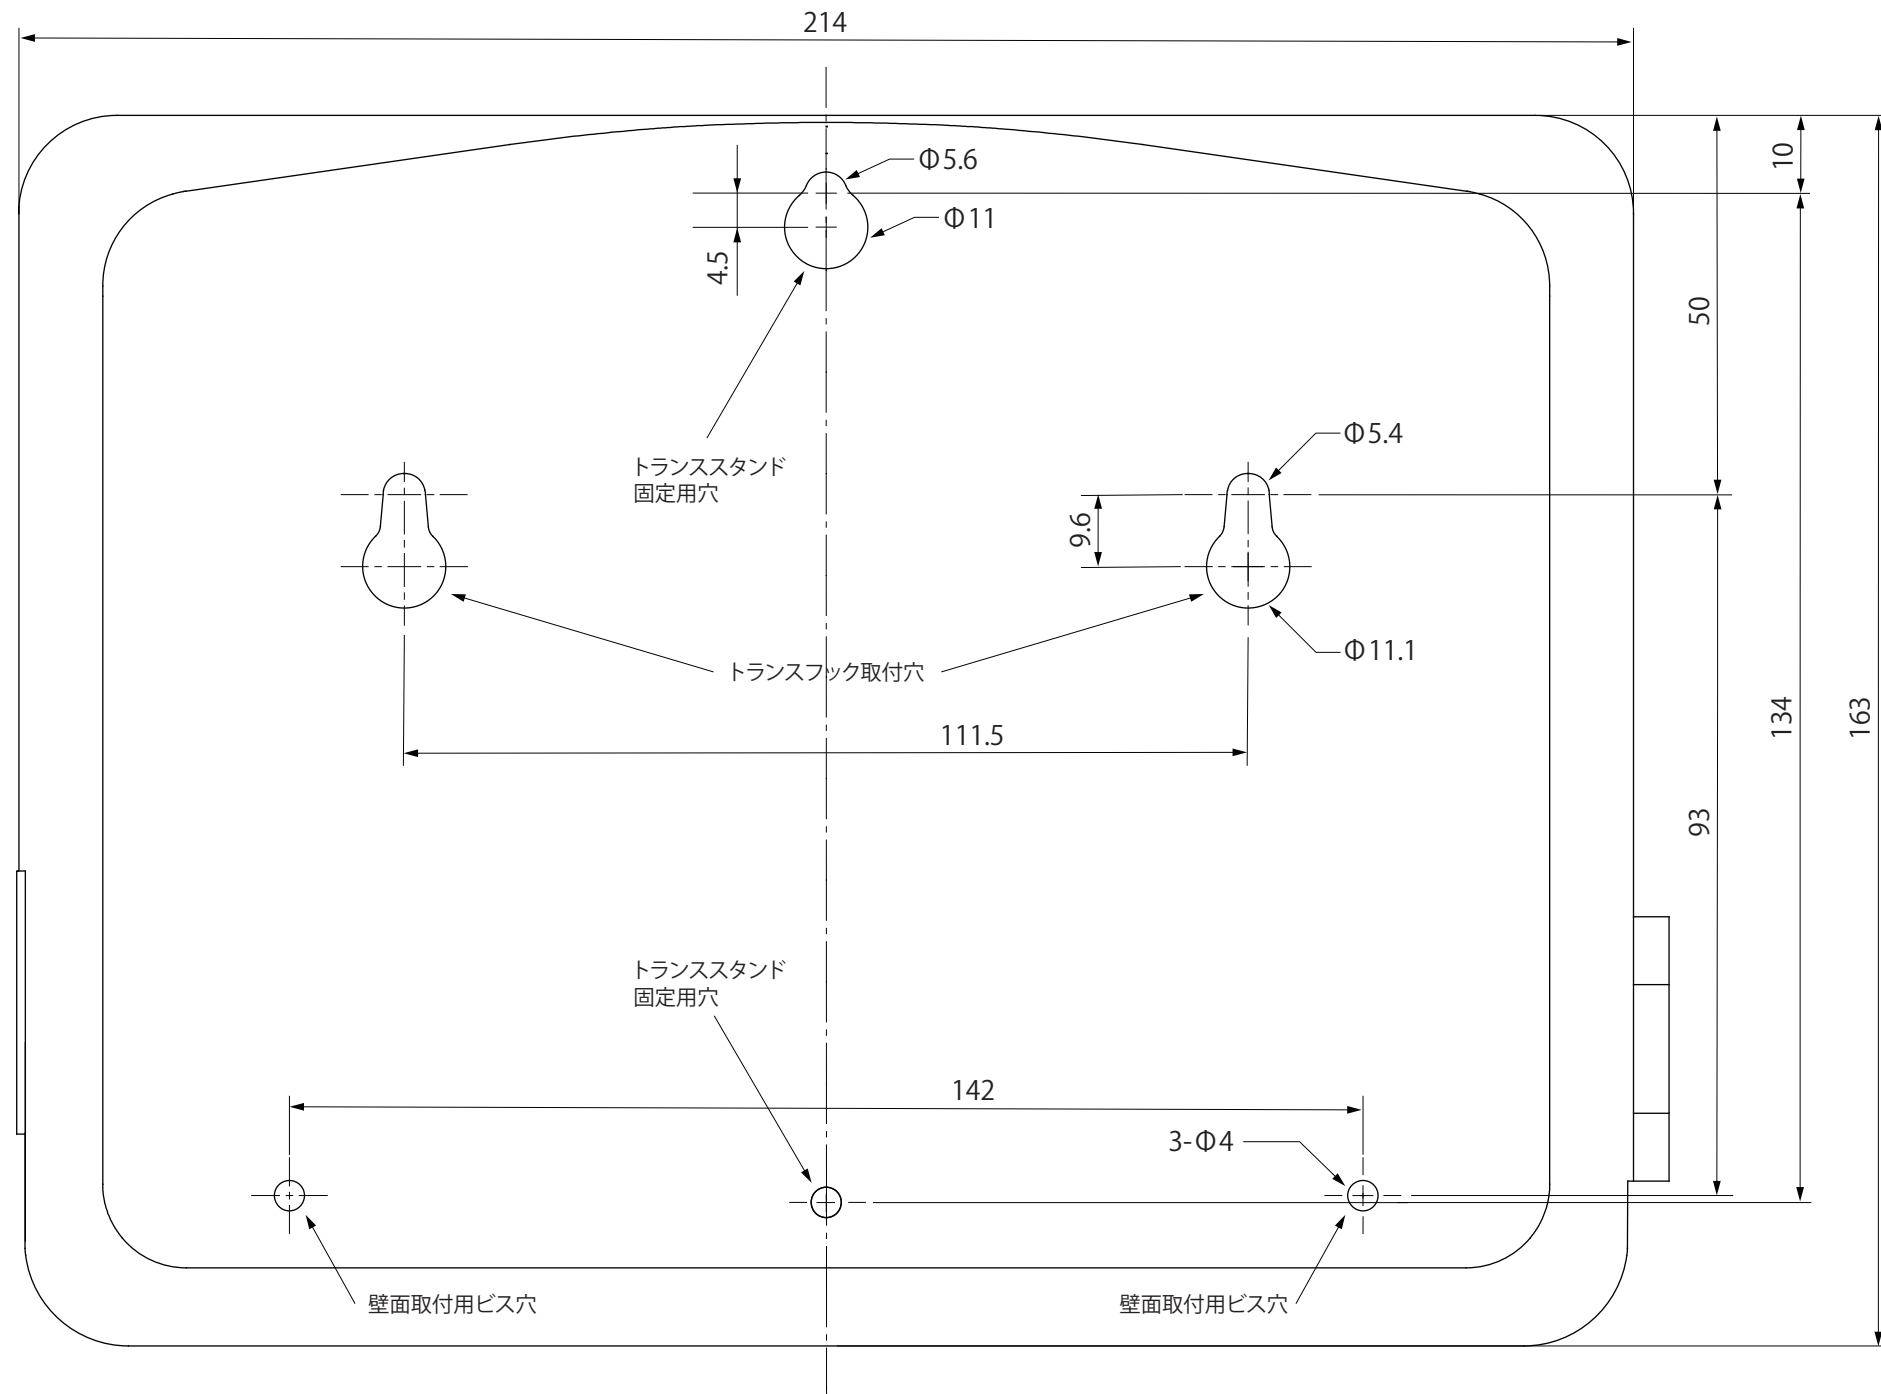 214
Φ5.6
10
Φ11
4.5
50
Φ5.4
トランススタンド
固定用穴
9.6
Φ11.1
トランスフック取付穴
134
163
111.5
93
トランススタンド
固定用穴
142
3-Φ4
壁面取付用ビス穴
壁面取付用ビス穴